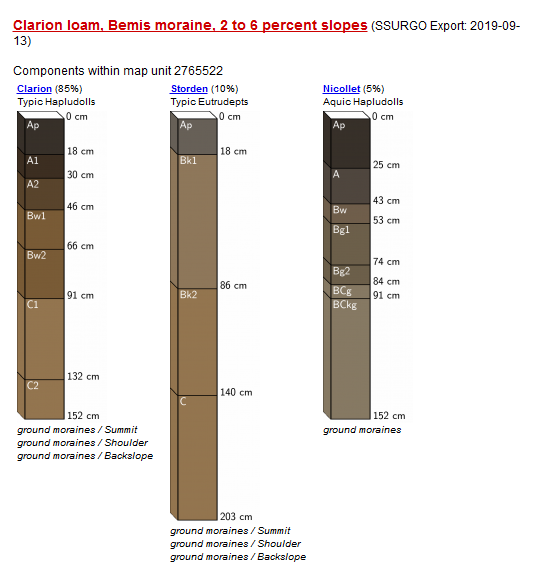 Clarion loam, Bemis moraine, 2 to 6 percent slopes (SSURGO Export: 2019-09-
13)
Components within map unit 2765522
Clarion (85%)
Typic Hapludolls
0 cm
Ap
18 cm
A1
30 cm
A2
46 cm
Bw1
66 cm
Bw2
91 cm
C1
132 cm
C2
152 cm
ground moraines / Summit
ground moraines / Shoulder
ground moraines / Backslope
Storden (10%)
Typic Eutrudepts
0 cm
Ap
18 cm
Bk1
86 cm
Bk2
140 cm
C
203 cm
ground moraines / Summit
ground moraines / Shoulder
ground moraines / Backslope
Nicollet (5%)
Aquic Hapludolls
0 cm
Ap
25 cm
A
43 cm
Bw
53 cm
Bg1
74 cm
Bg2
84 cm
BCg
91 cm
BCkg
152 cm
ground moraines